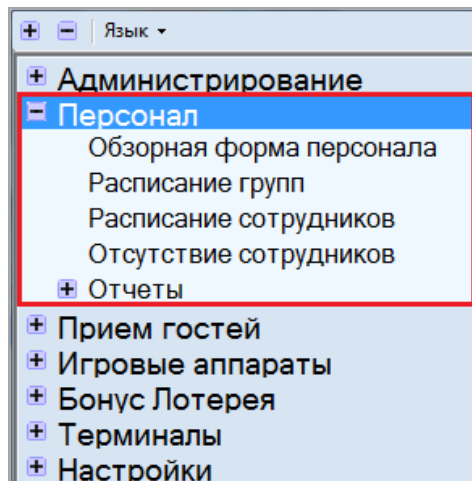 Язык
Администрирование
Персонал
Обзорная форма персонала
Расписание групп
Расписание сотрудников
Отсутствие сотрудников
Отчеты
Прием гостей
Игровые аппараты
Бонус Лотерея
Терминалы
Настройки